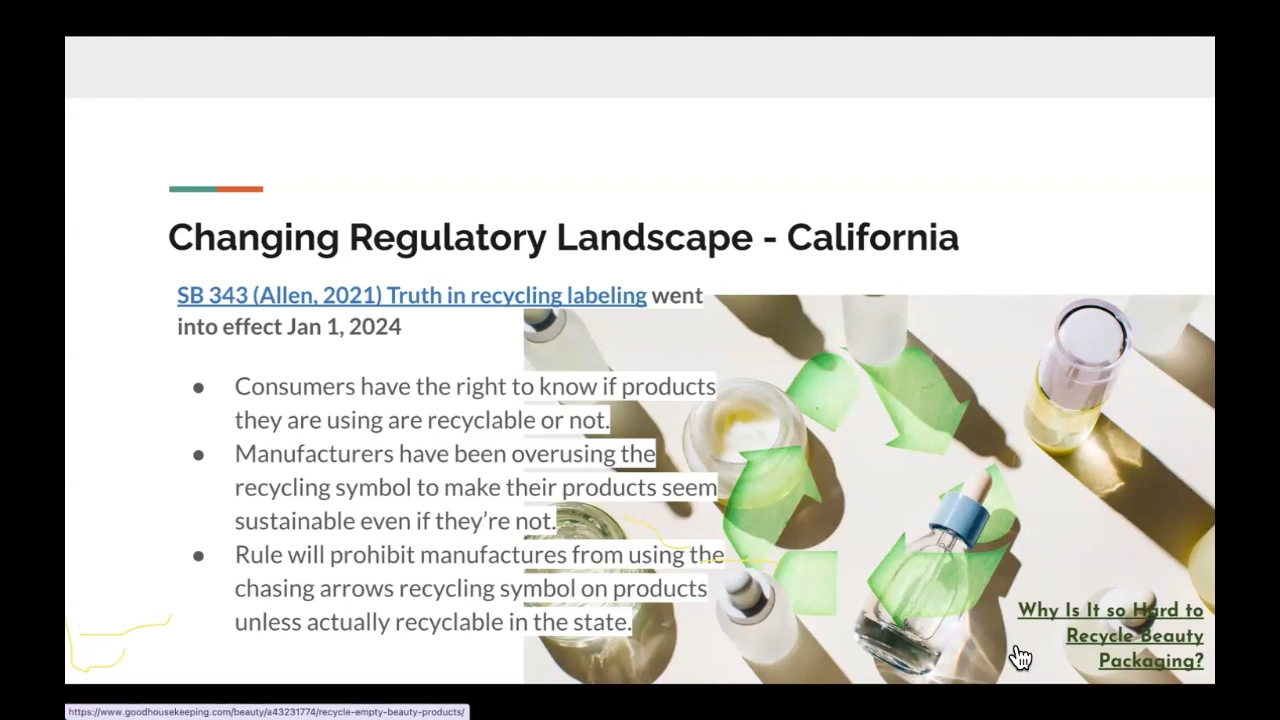 Changing Regulatory Landscape - California
SB 343 (Allen, 2021) Truth in recycling labeling went
into effect Jan 1, 2024
● Consumers have the right to know if products
they are using are recyclable or not.
● Manufacturers have been overusing the
recycling symbol to make their products seem
sustainable even if they’re not.
● Rule will prohibit manufactures from using the
chasing arrows recycling symbol on products
unless actually recyclable in the state.
Why Is It so Hard to
Recycle Beauty
Packaging?
https://www.goodhousekeeping.com/beauty/a43231774/recycle-empty-beauty-products/